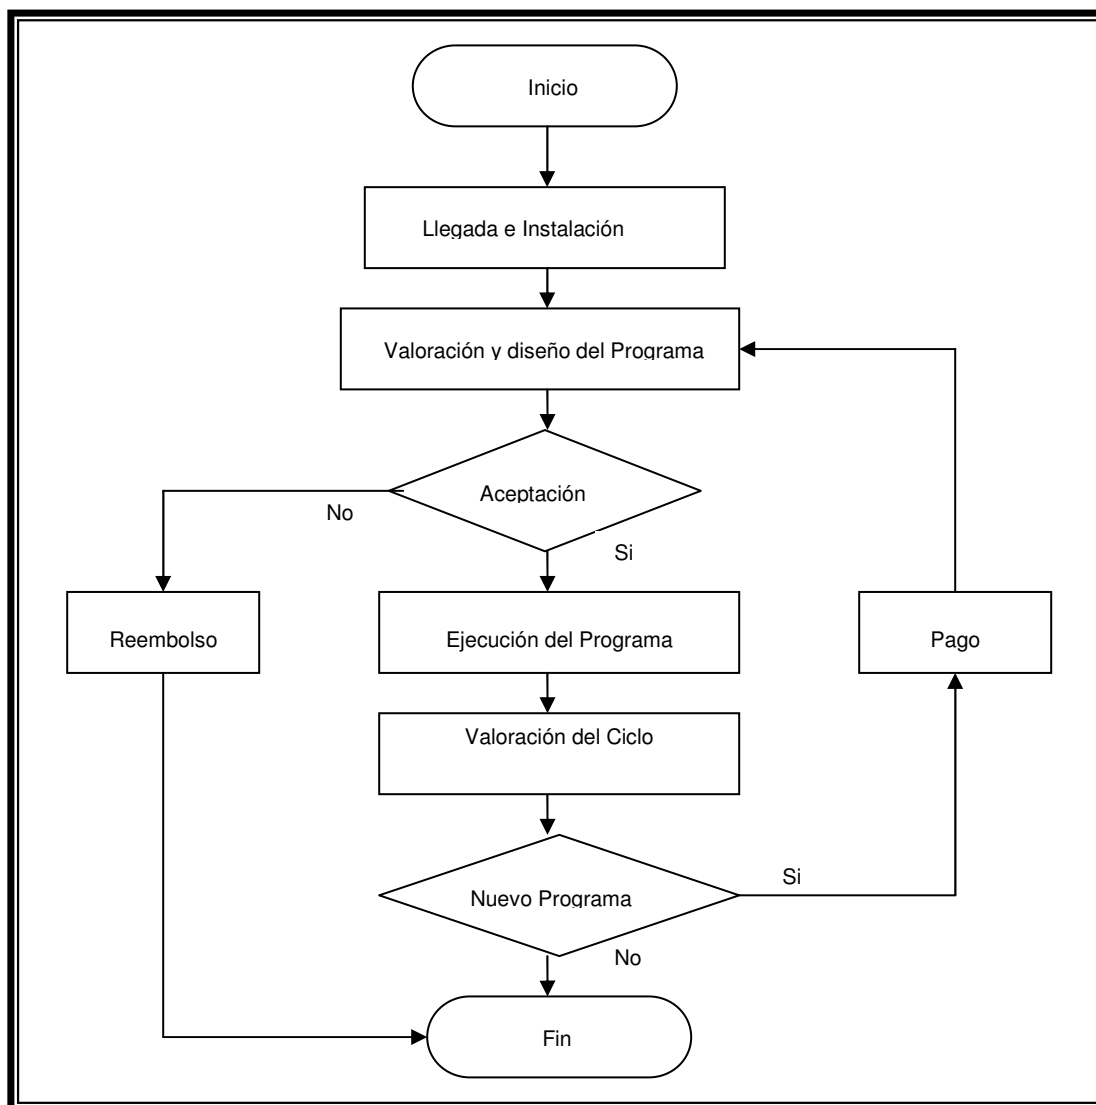 Inicio
Llegada e Instalación
Valoración y diseño del Programa
Aceptación
No
Si
Reembolso
Ejecución del Programa
Pago
Valoración del Ciclo
Si
Nuevo Programa
No
Fin